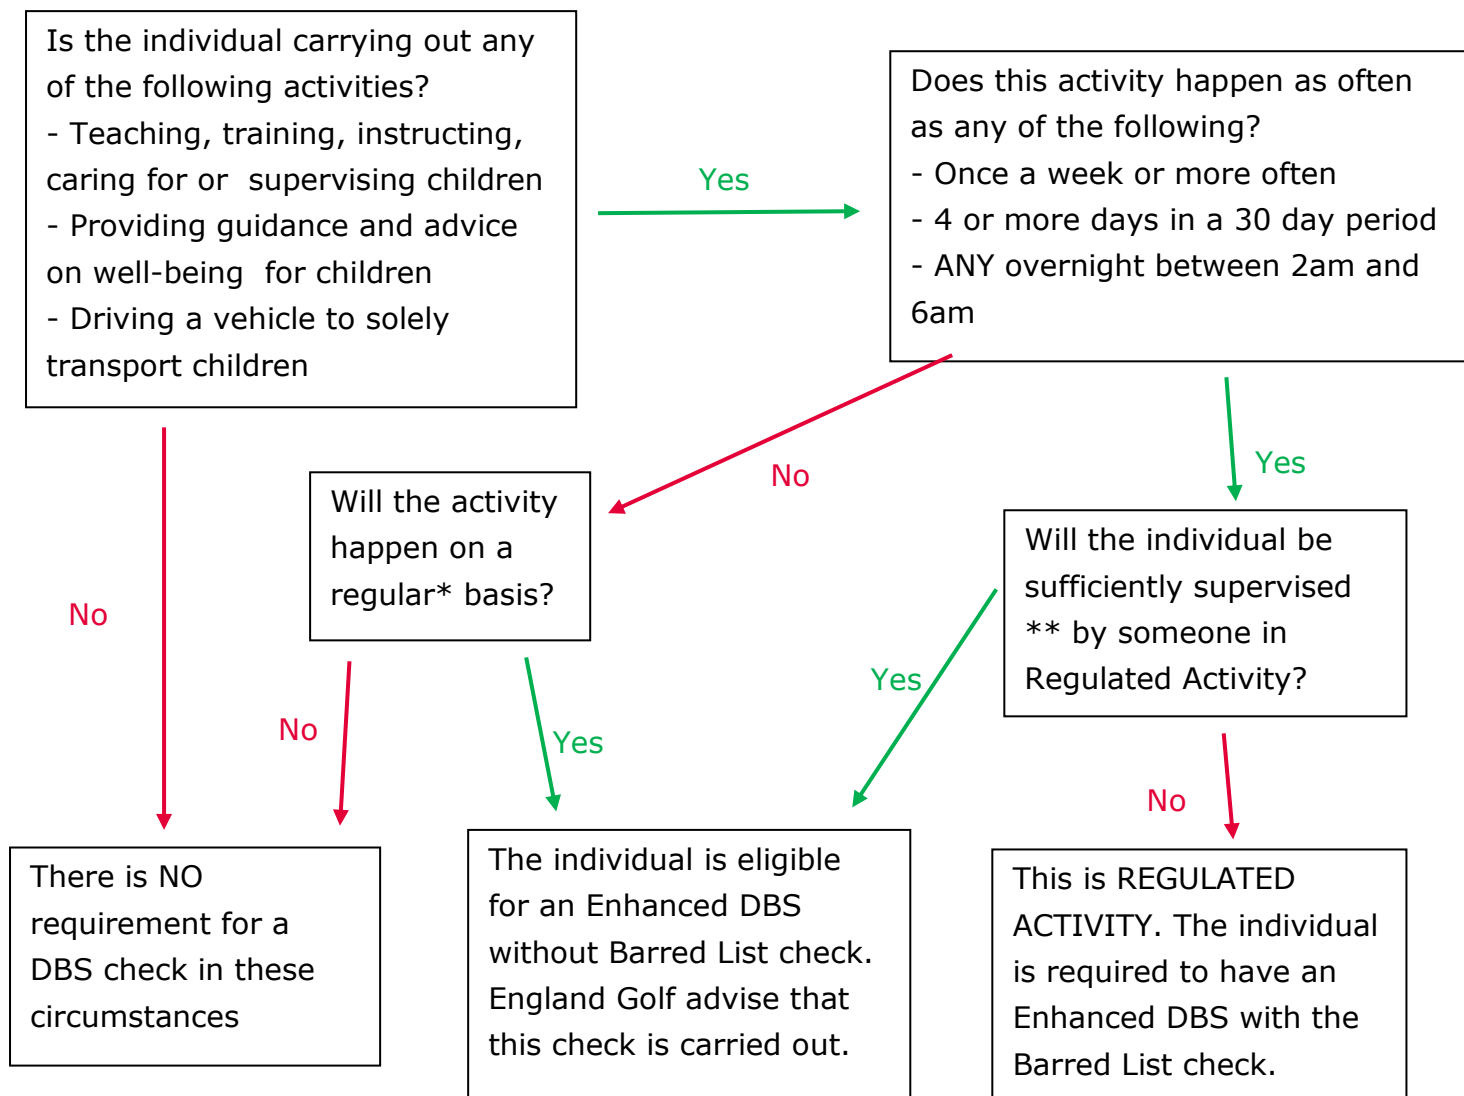 Is the individual carrying out any
of the following activities?
- Teaching, training, instructing,
caring for or  supervising children
- Providing guidance and advice
on well-being  for children
- Driving a vehicle to solely
transport children
Yes
Does this activity happen as often
as any of the following?
- Once a week or more often
- 4 or more days in a 30 day period
- ANY overnight between 2am and
6am
No
Yes
No
Will the activity
happen on a
regular* basis?
Will the individual be
sufficiently supervised
** by someone in
Regulated Activity?
No
Yes
Yes
No
There is NO
requirement for a
DBS check in these
circumstances
The individual is eligible
for an Enhanced DBS
without Barred List check.
England Golf advise that
this check is carried out.
This is REGULATED
ACTIVITY. The individual
is required to have an
Enhanced DBS with the
Barred List check.